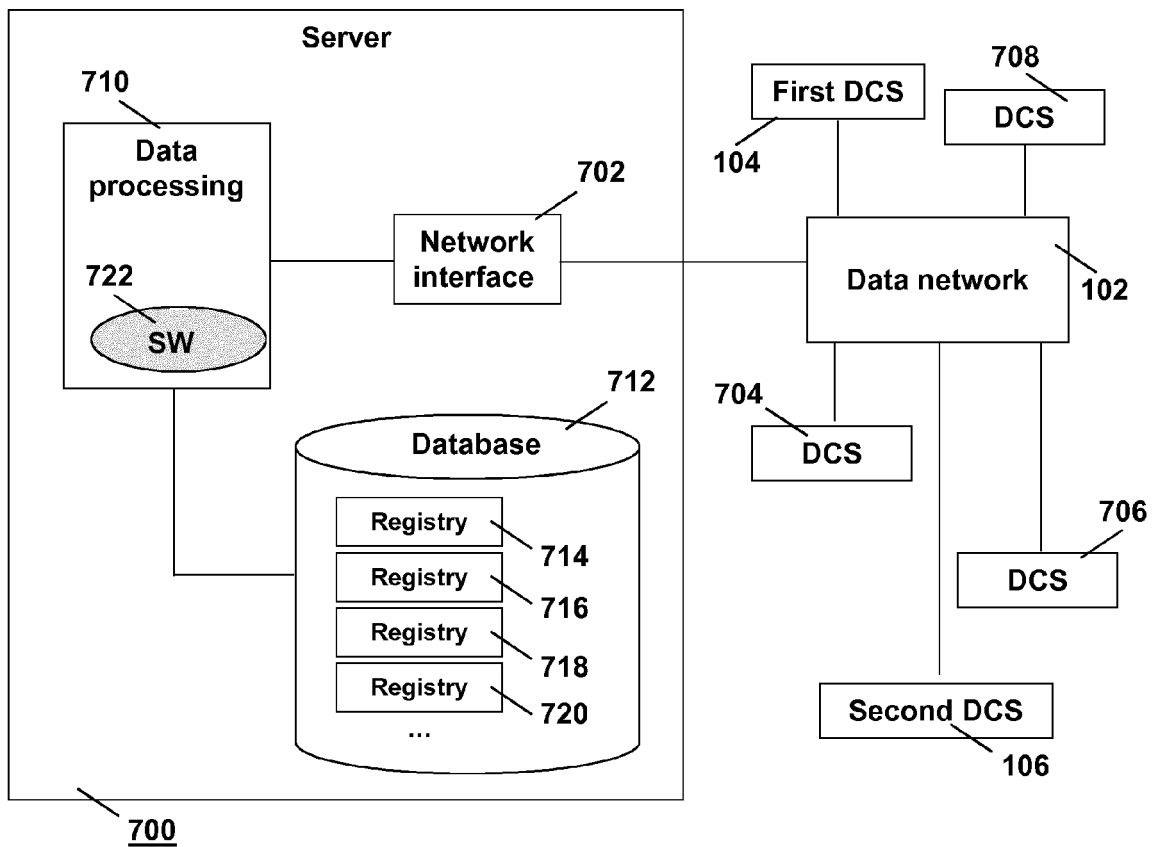 Server
710
Data
processing
722
SW
702
Network
interface
712
Database
Registry
714
Registry
716
Registry
718
Registry
720
...
700
First DCS
104
708
DCS
Data network
102
704
DCS
706
DCS
Second DCS
106